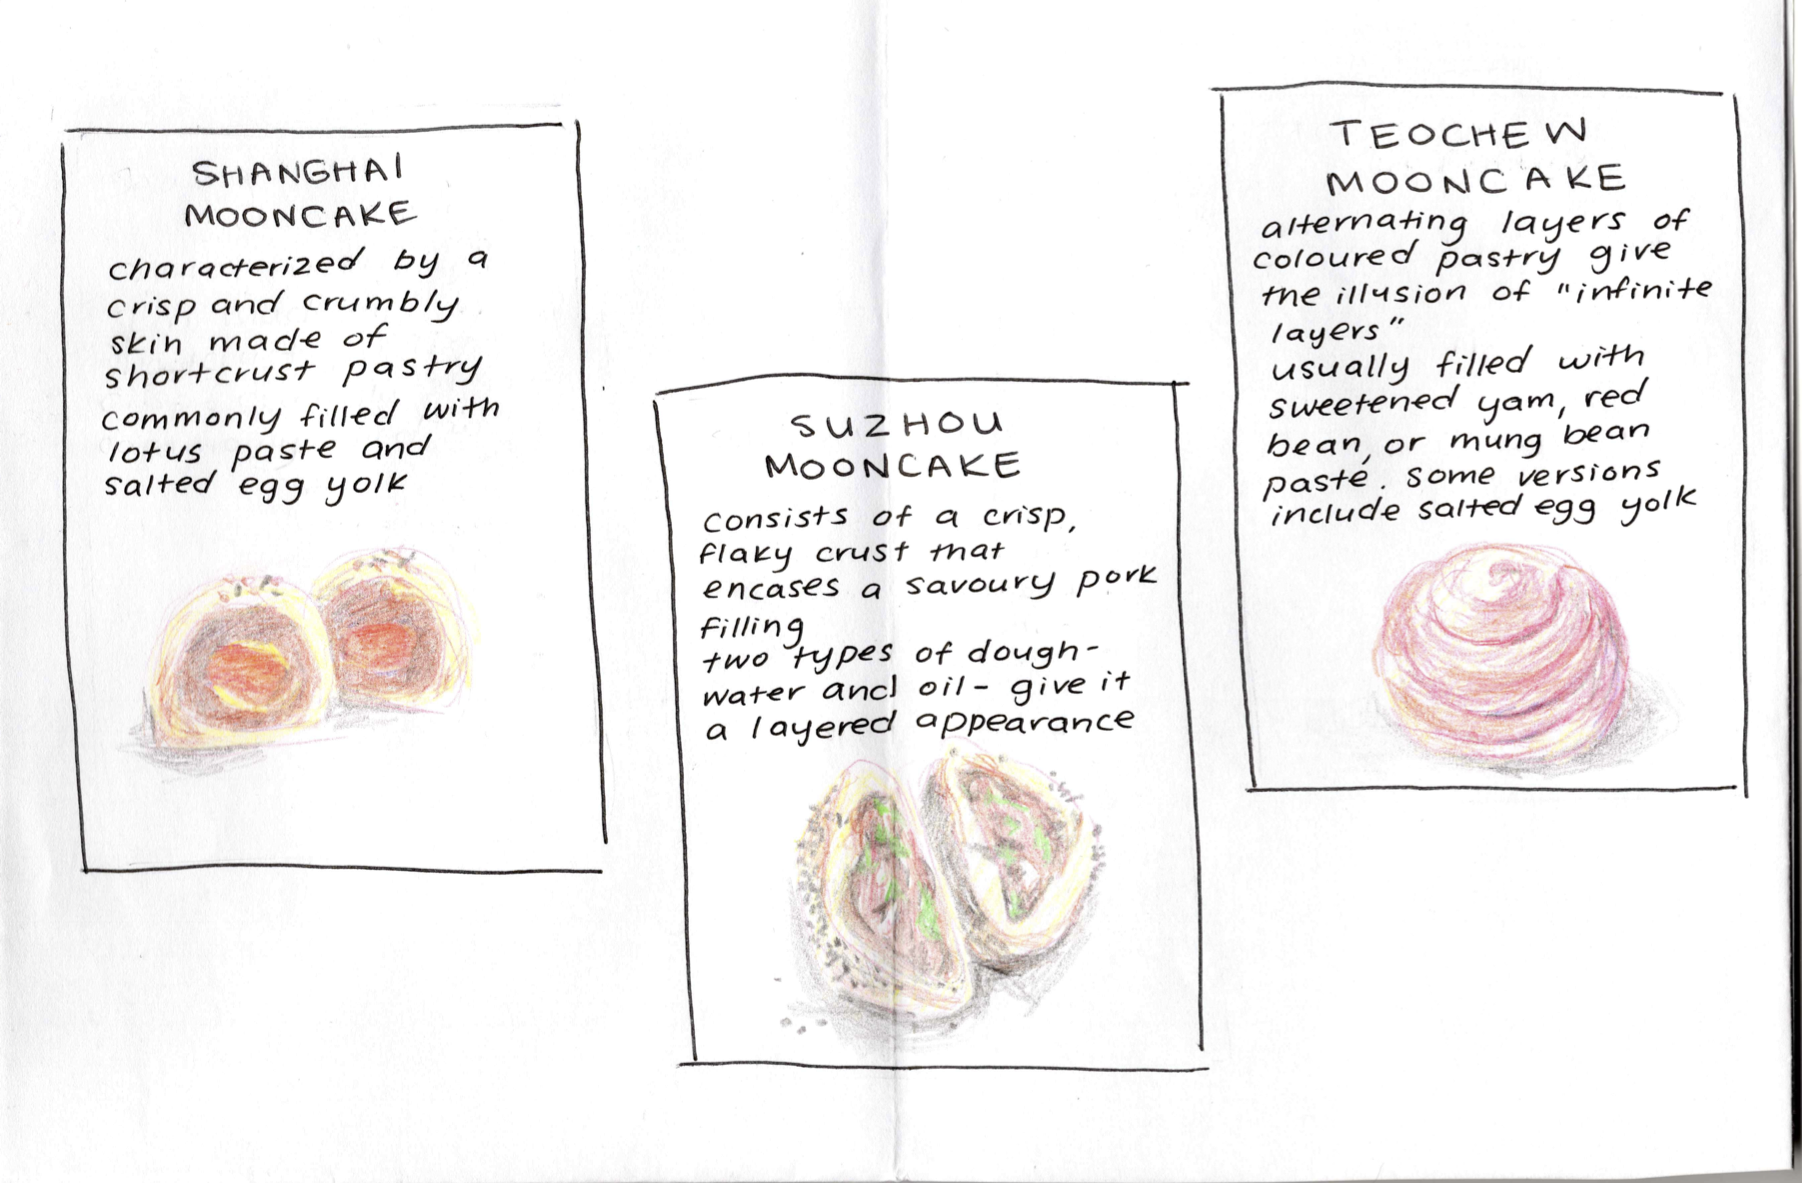 SHANGHAI
MOONCAKE
characterized by a
crisp and crumbly
skin made of
shortcrust pastry
commonly filled with
lotus paste and
salted egg yolk
SUZHOU
MOONCAKE
consists of a crisp,
flaky crust that
encases a savoury pork
filling
two types of dough-
water and oil- give it
a layered appearance
TEOCHEW
MOONCAKE
alternating layers of
coloured pastry give
the illusion of "infinite
layers"
usually filled with
sweetened yam, red
bean, or mung bean
paste. Some versions
include salted egg yolk